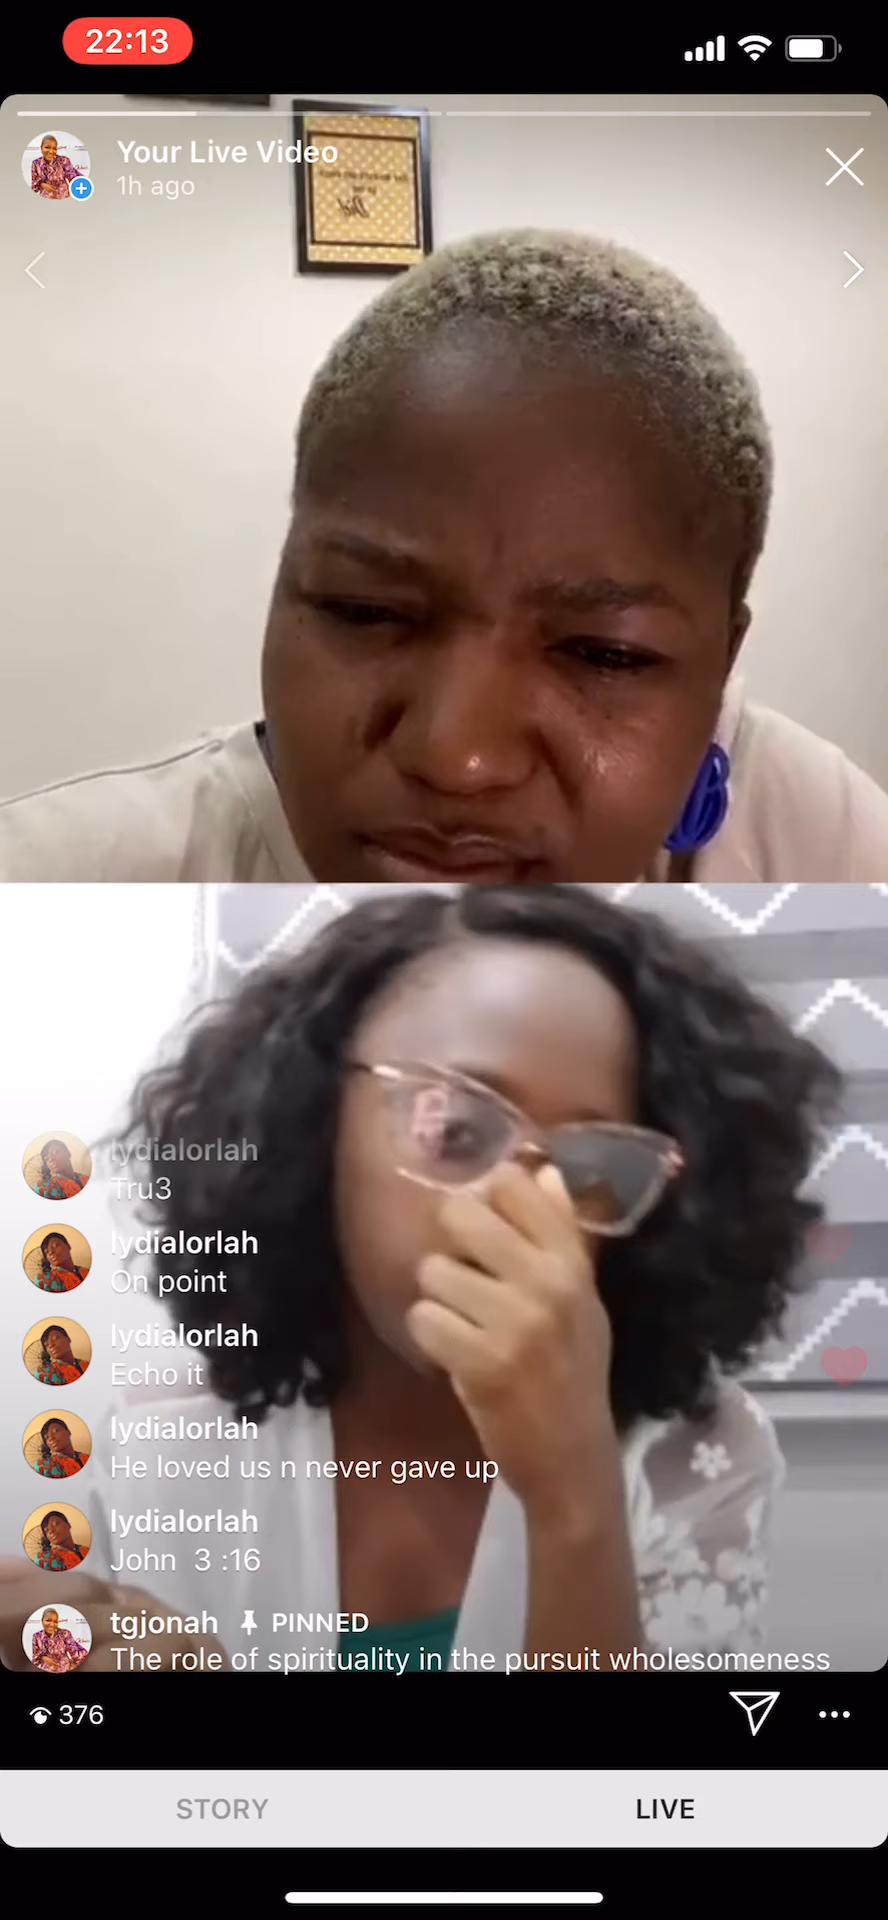 22:13
Your Live Video
1h ago
lydialorlah
Tru3
lydialorlah
On point
lydialorlah
Echo it
lydialorlah
He loved us n never gave up
lydialorlah
John 3 :16
tgjonah PINNED
The role of spirituality in the pursuit wholesomeness
376
STORY
LIVE